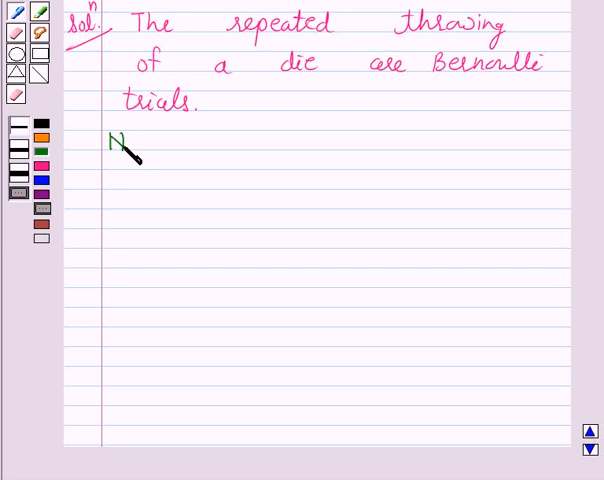 solⁿ. The repeated throwing
of a die are Bernoulli
trials.
N